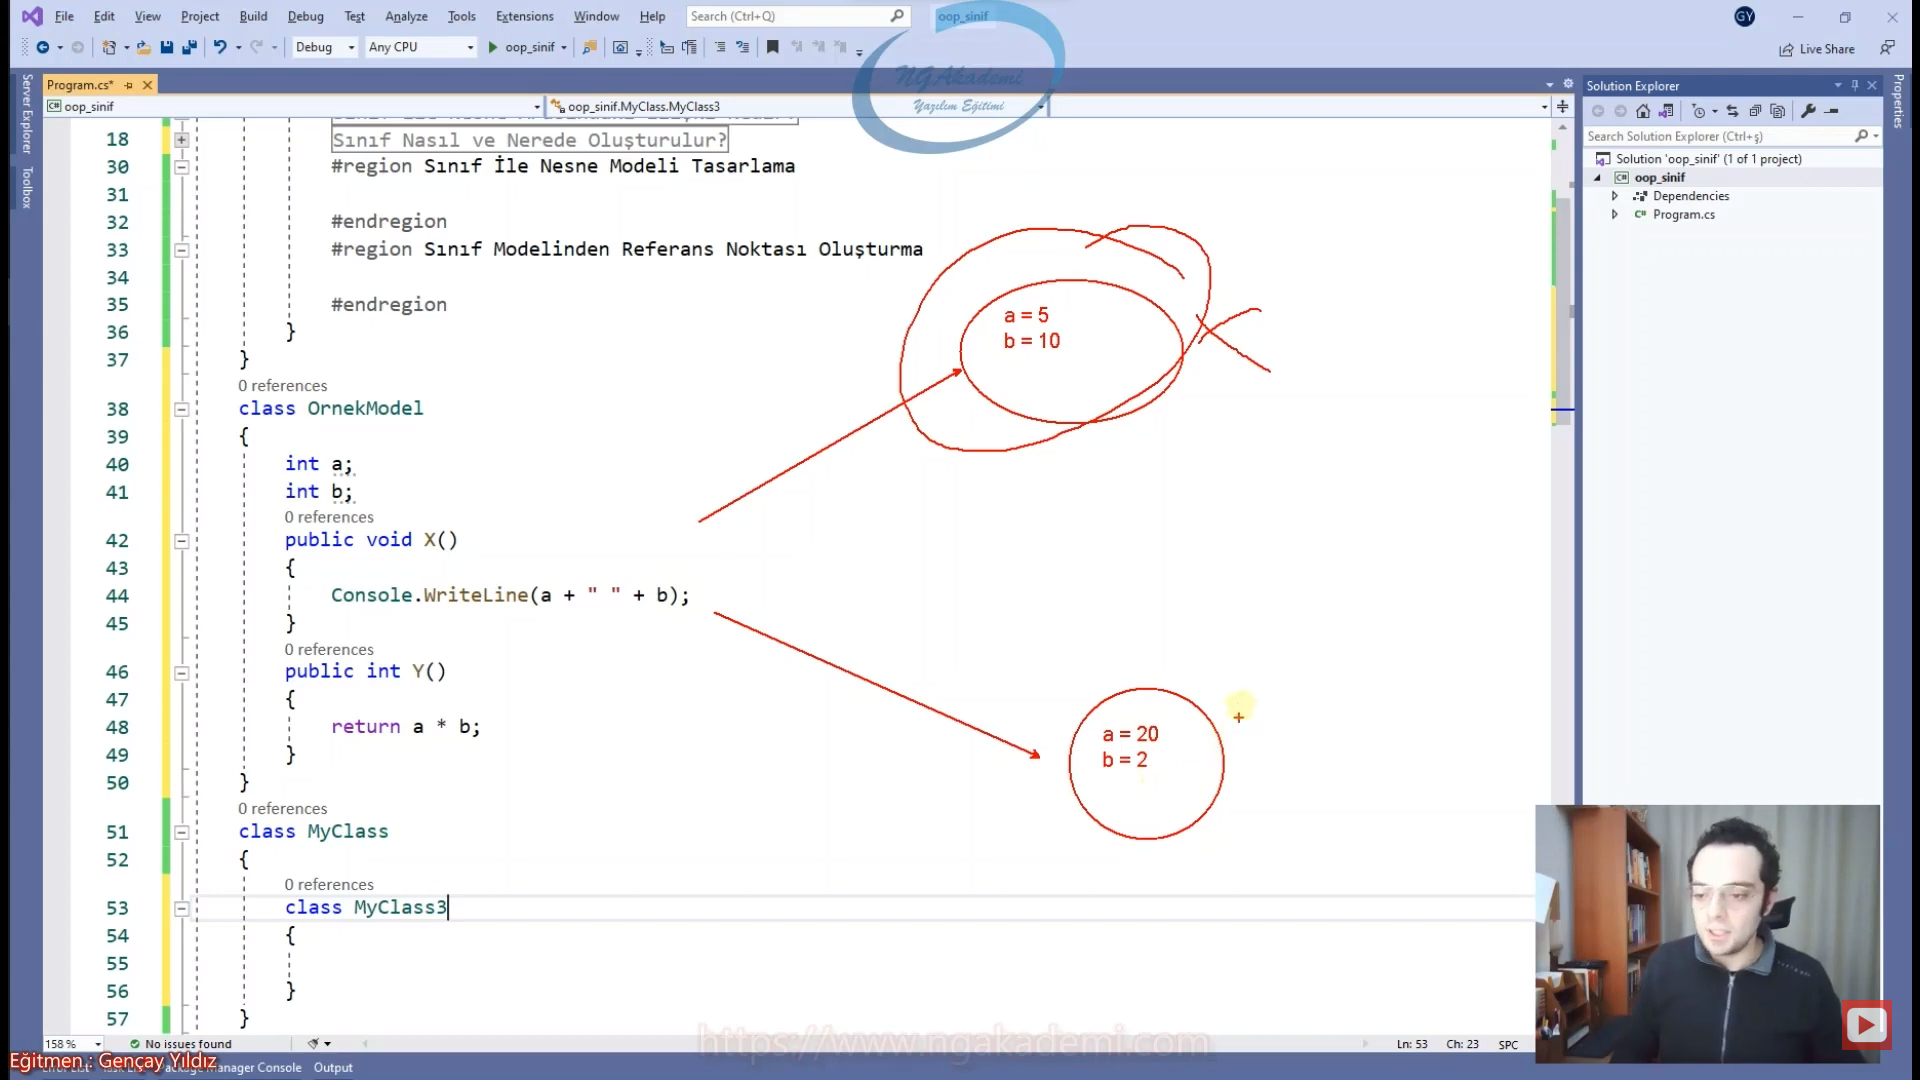 File Edit View Project Build Debug Test Analyze Tools Extensions Window Help Search (Ctrl+Q) oop_sinif GY
Debug Any CPU oop_sinif Live Share
NGAkademi
Yazılım Eğitimi
Server Explorer
Toolbox
Program.cs*
oop_sinif oop_sinif.MyClass.MyClass3
18 Sınıf Nasıl ve Nerede Oluşturulur?
30 #region Sınıf İle Nesne Modeli Tasarlama
31
32 #endregion
33 #region Sınıf Modelinden Referans Noktası Oluşturma
34
35 #endregion
36 }
37 }
0 references
38 class OrnekModel
39 {
40 int a;
41 int b;
0 references
42 public void X()
43 {
44 Console.WriteLine(a + " " + b);
45 }
0 references
46 public int Y()
47 {
48 return a * b;
49 }
50 }
0 references
51 class MyClass
52 {
0 references
53 class MyClass3
54 {
55
56 }
57 }
a = 5
b = 10
a = 20
b = 2
Solution Explorer
Search Solution Explorer (Ctrl+ş)
Solution 'oop_sinif' (1 of 1 project)
C# oop_sinif
Dependencies
C# Program.cs
Properties
158 % No issues found Ln: 53 Ch: 23 SPC
https://www.ngakademi.com
Eğitmen : Gençay Yıldız
Package Manager Console Output